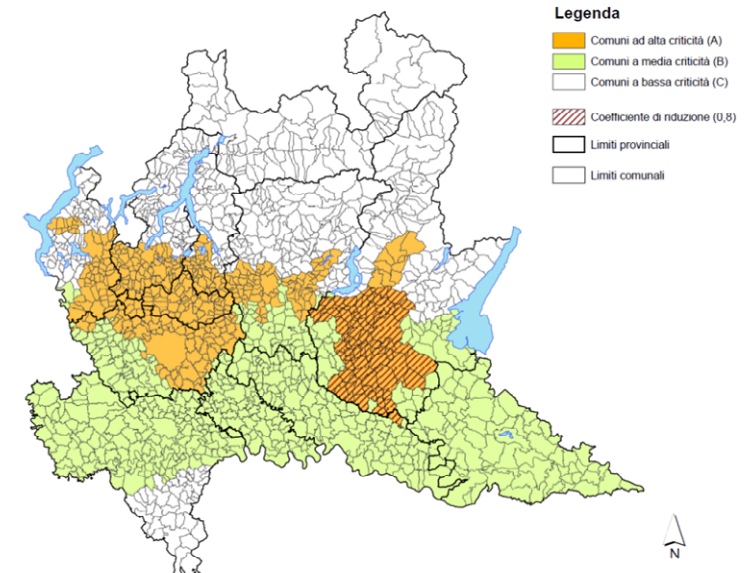 Legenda
Comuni ad alta criticità (A)
Comuni a media criticità (B)
Comuni a bassa criticità (C)
Coefficiente di riduzione (0,8)
Limiti provinciali
Limiti comunali
N